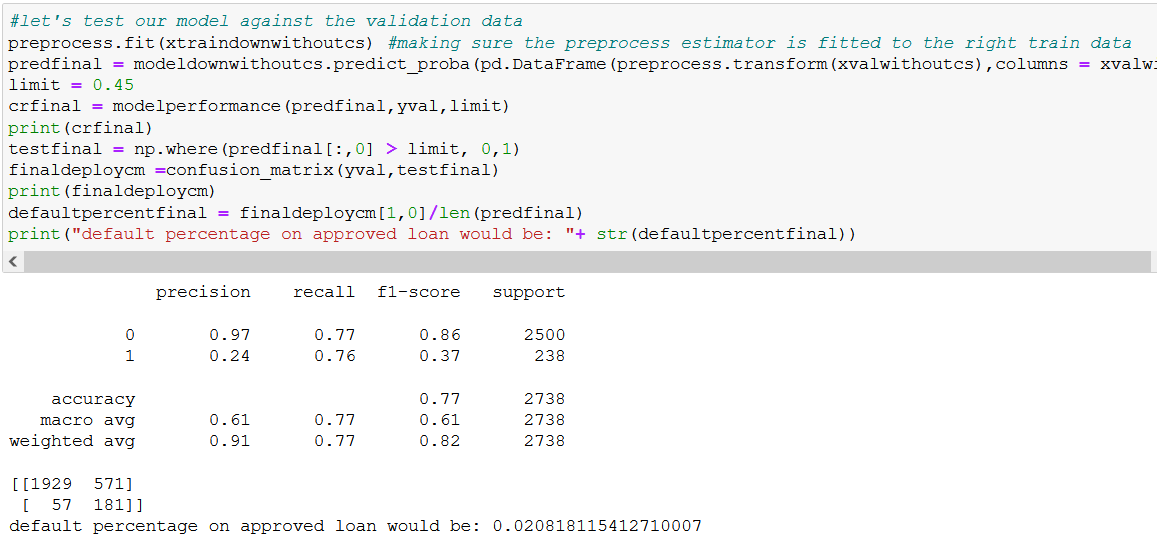 #let's test our model against the validation data
preprocess.fit(xtraindownwithoutcs) #making sure the preprocess estimator is fitted to the right train data
predfinal = modeldownwithoutcs.predict_proba(pd.DataFrame(preprocess.transform(xvalwithoutcs),columns = xvalwi
limit = 0.45
crfinal = modelperformance(predfinal,yval,limit)
print(crfinal)
testfinal = np.where(predfinal[:,0] > limit, 0,1)
finaldeploycm =confusion_matrix(yval,testfinal)
print(finaldeploycm)
defaultpercentfinal = finaldeploycm[1,0]/len(predfinal)
print("default percentage on approved loan would be: "+ str(defaultpercentfinal))
precision recall f1-score support
0 0.97 0.77 0.86 2500
1 0.24 0.76 0.37 238
accuracy 0.77 2738
macro avg 0.61 0.77 0.61 2738
weighted avg 0.91 0.77 0.82 2738
[[1929 571]
[ 57 181]]
default percentage on approved loan would be: 0.020818115412710007